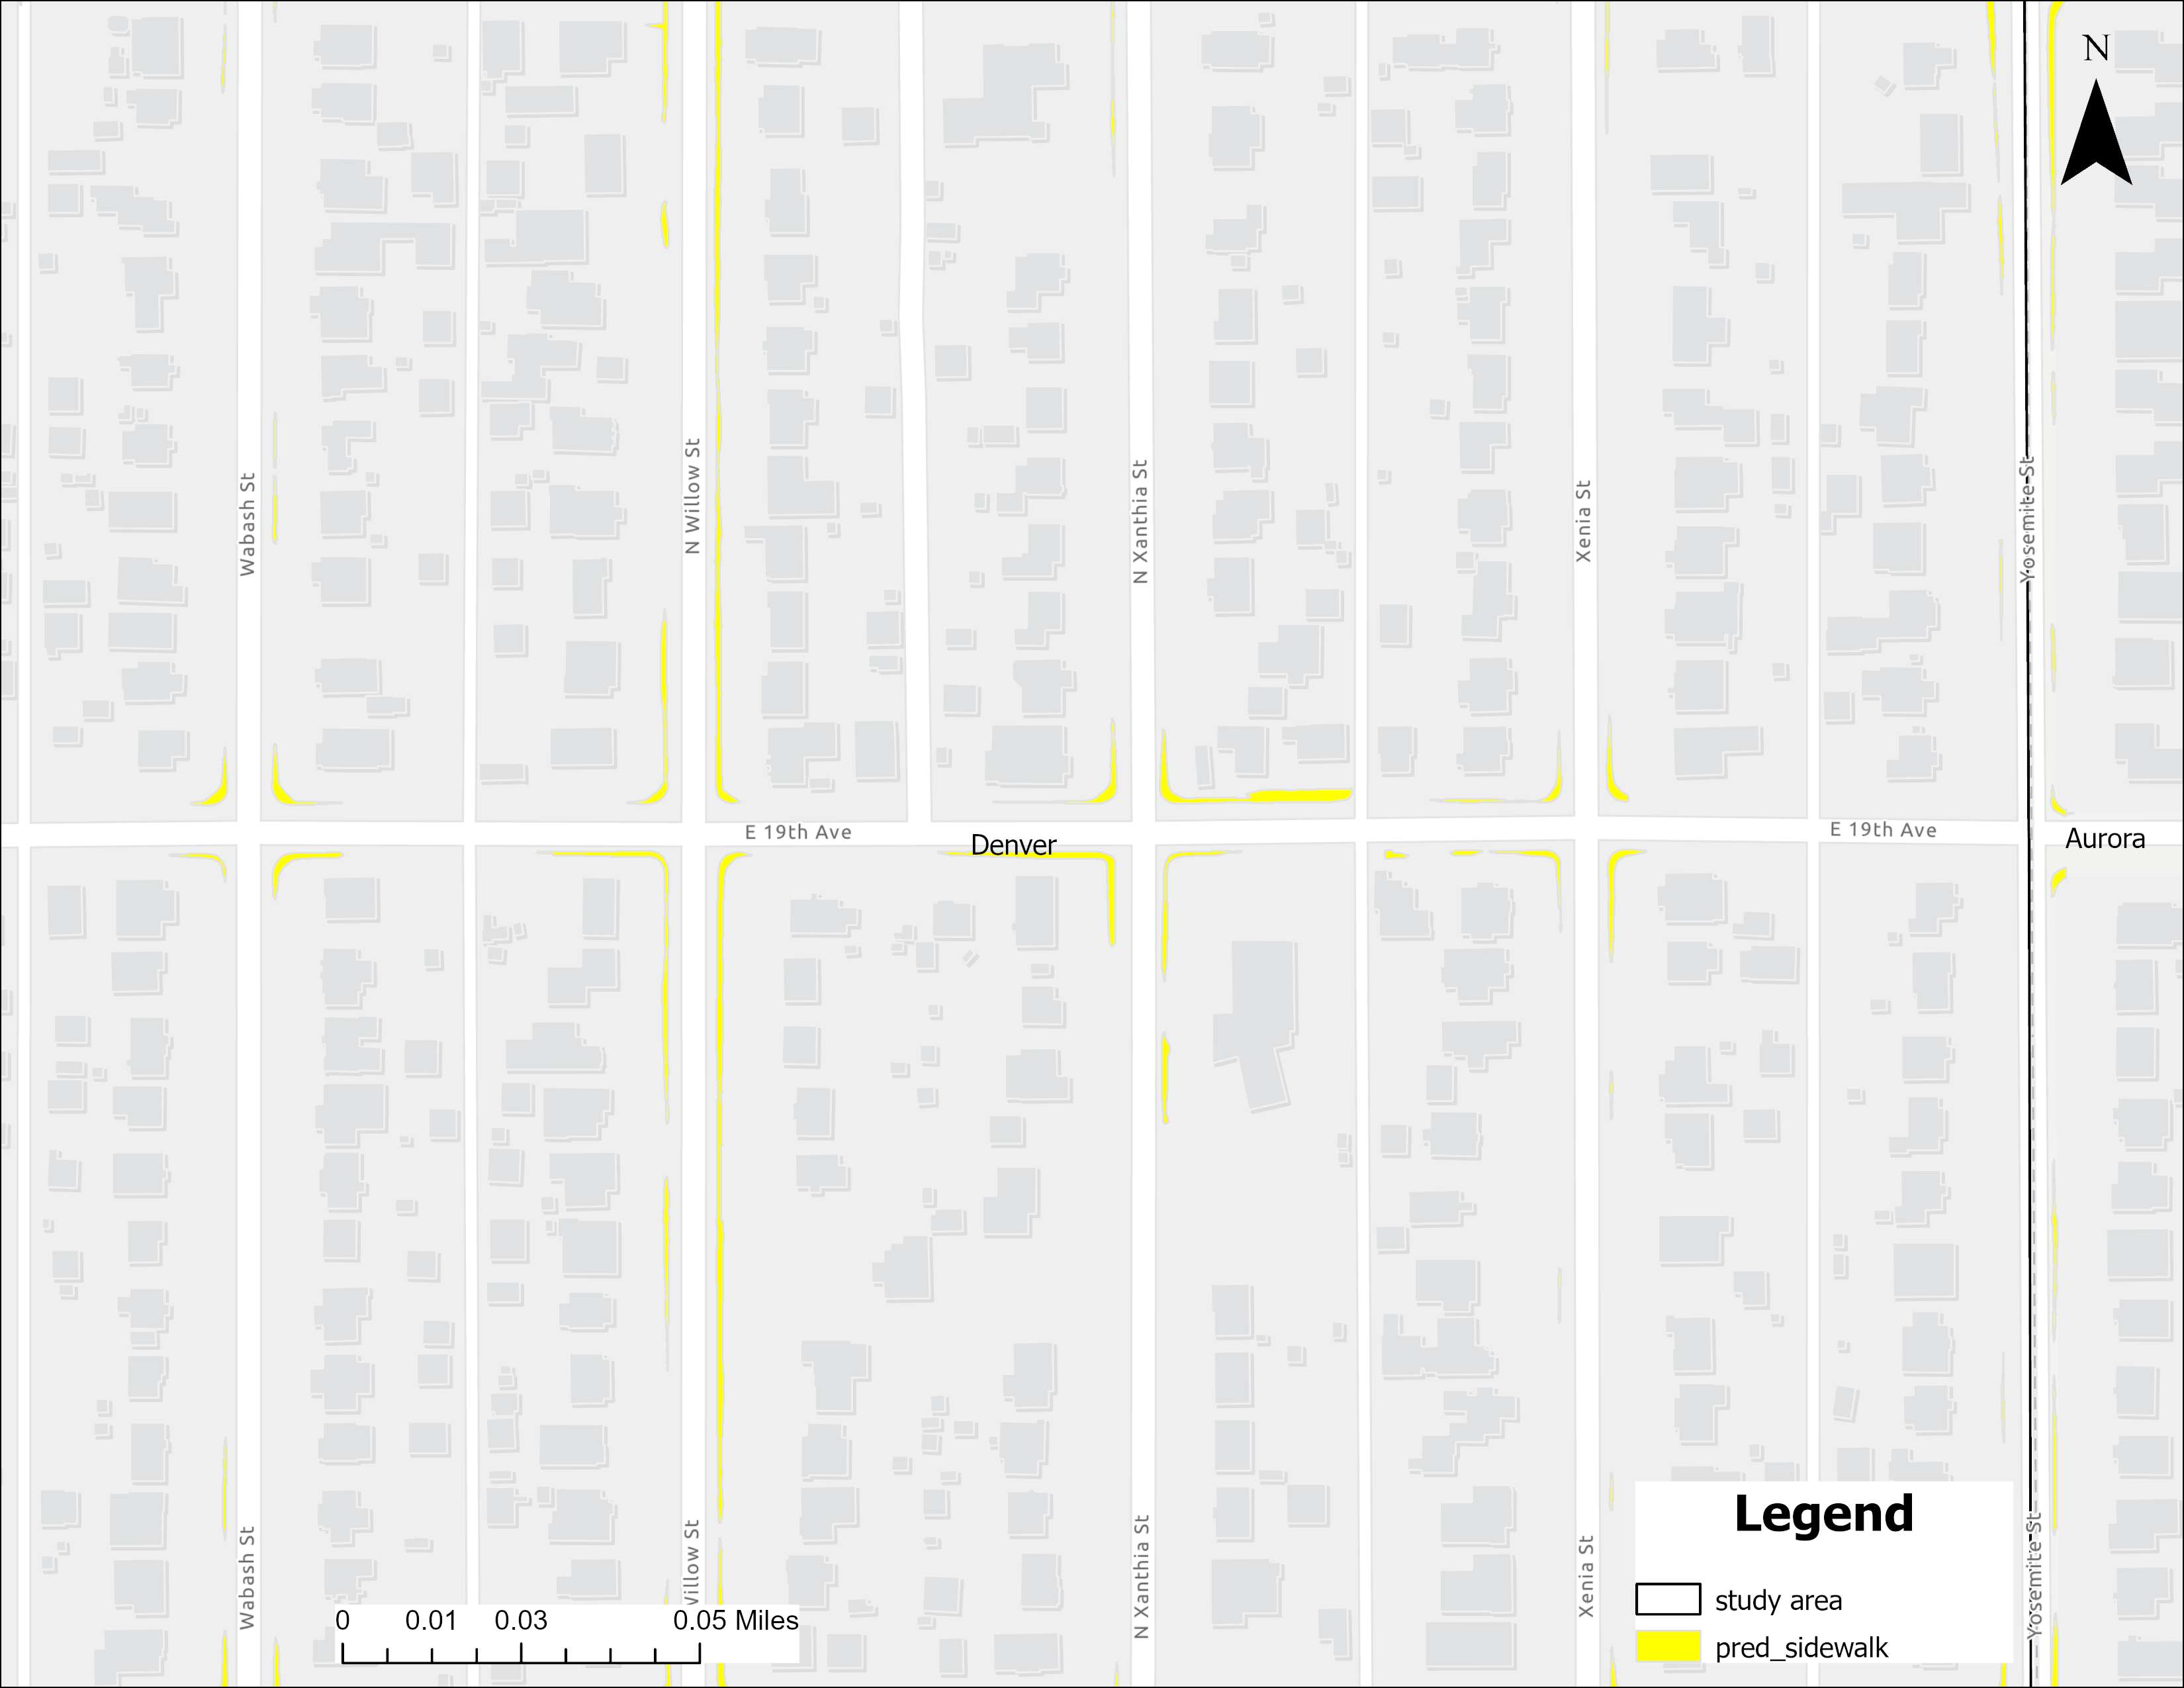 N
Wabash St
N Willow St
N Xanthia St
Xenia St
Yosemite St
E 19th Ave
Denver
E 19th Ave
Aurora
Wabash St
Willow St
N Xanthia St
Xenia St
Yosemite St
Legend
study area
pred_sidewalk
0 0.01 0.03 0.05 Miles